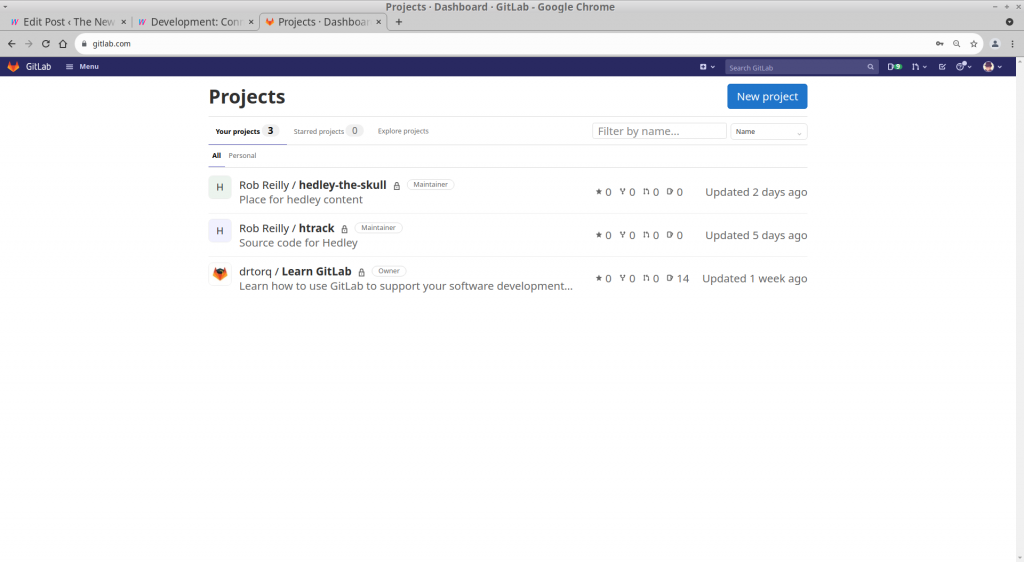 Projects · Dashboard · GitLab - Google Chrome
Edit Post ‹ The New
Development: Con
Projects · Dashboar
gitlab.com
GitLab
Menu
Search GitLab
9
Projects
New project
Your projects 3
Starred projects 0
Explore projects
Filter by name...
Name
All
Personal
H
Rob Reilly / hedley-the-skull
Maintainer
0 0 0 0
Updated 2 days ago
Place for hedley content
H
Rob Reilly / htrack
Maintainer
0 0 0 0
Updated 5 days ago
Source code for Hedley
drtorq / Learn GitLab
Owner
0 0 0 14
Updated 1 week ago
Learn how to use GitLab to support your software development...